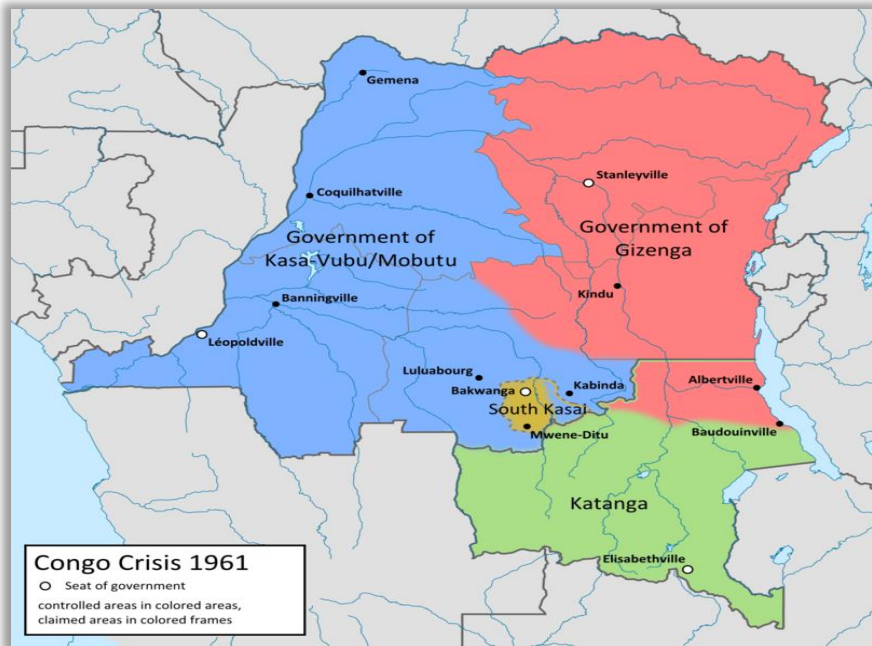 Gemena
Stanleyville
Coquilhatville
Government of
Kasa-Vubu/Mobutu
Government of
Gizenga
Kindu
Banningville
Léopoldville
Luluabourg
Bakwanga
Kabinda
Albertville
South Kasai
Mwene-Ditu
Baudouinville
Katanga
Elisabethville
Congo Crisis 1961
Seat of government
controlled areas in colored areas,
claimed areas in colored frames